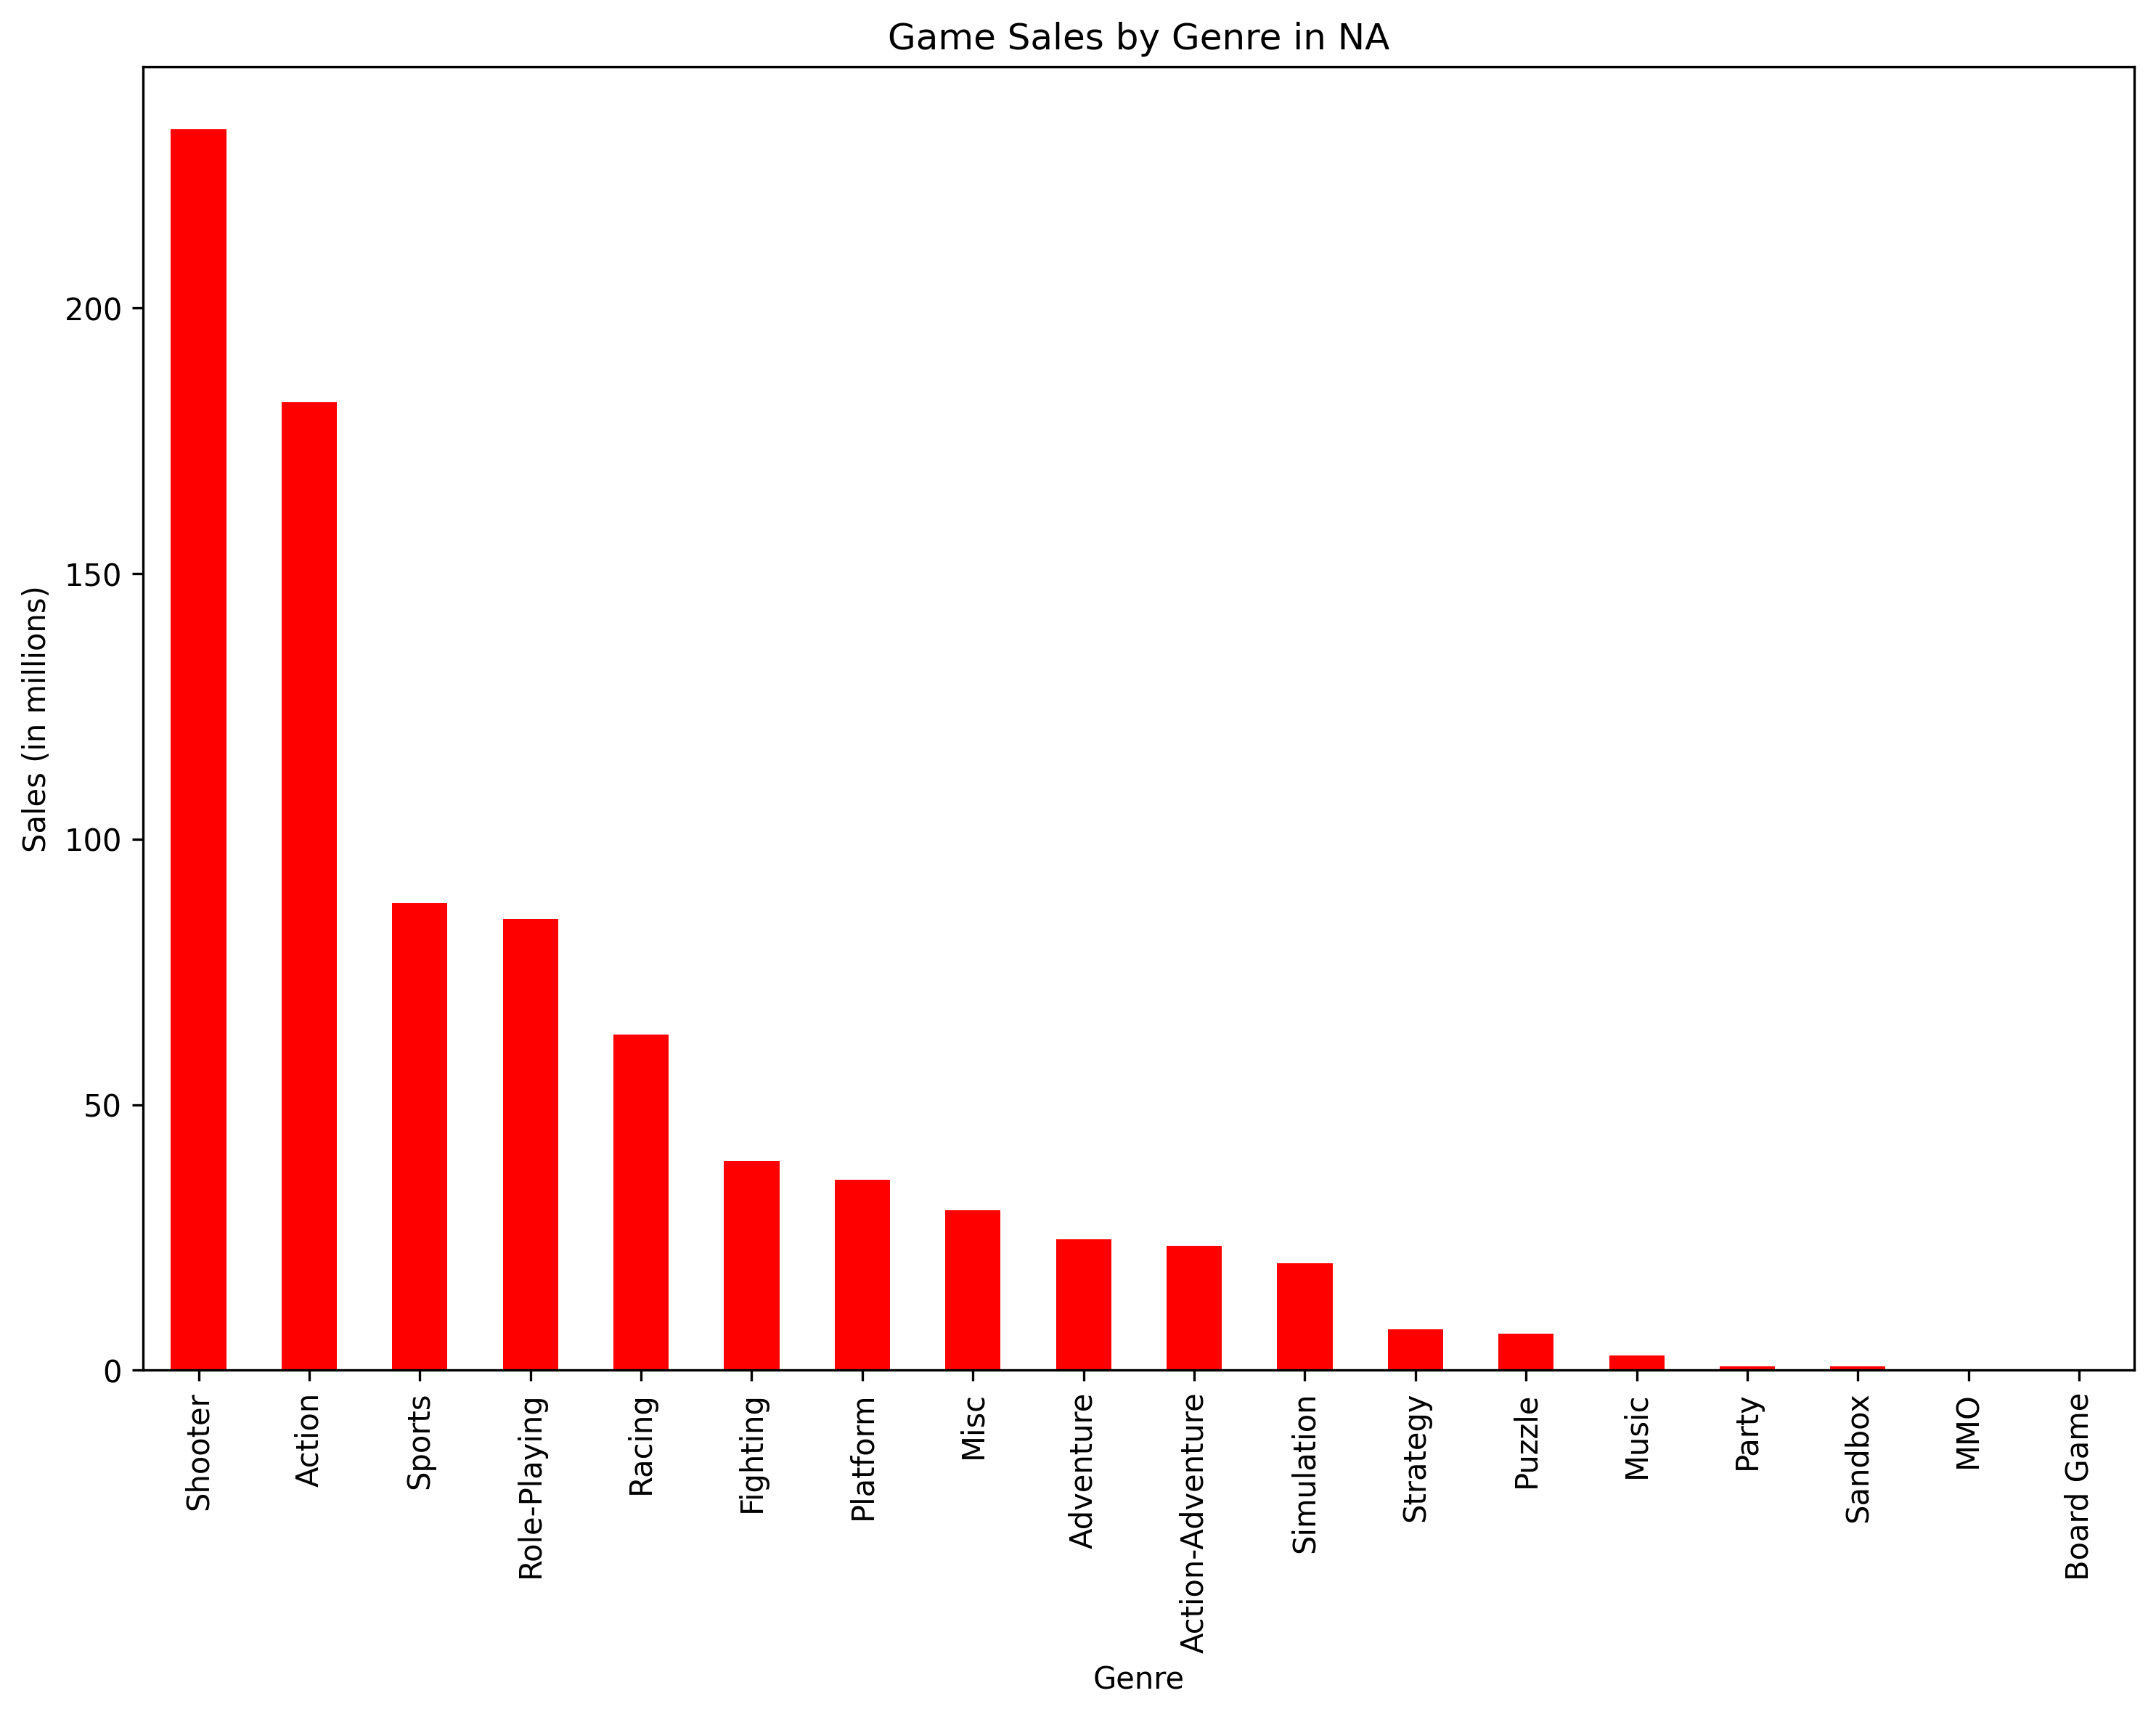 Game Sales by Genre in NA
Sales (in millions)
200
150
100
50
0
Shooter
Action
Sports
Role-Playing
Racing
Fighting
Platform
Misc
Adventure
Action-Adventure
Simulation
Strategy
Puzzle
Music
Party
Sandbox
MMO
Board Game
Genre